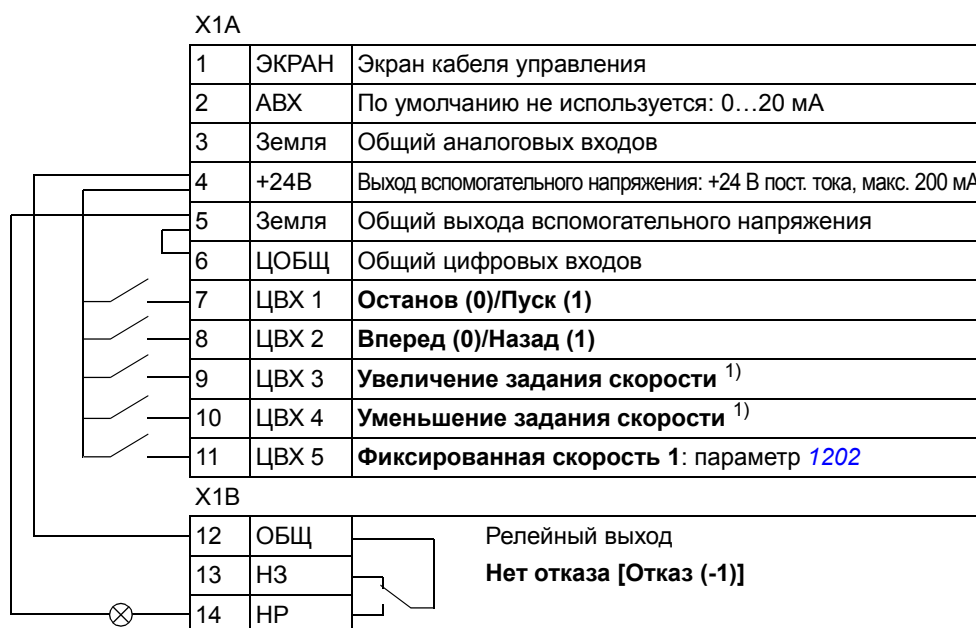 X1A
1 ЭКРАН Экран кабеля управления
2 АВХ По умолчанию не используется: 0…20 мА
3 Земля Общий аналоговых входов
4 +24В Выход вспомогательного напряжения: +24 В пост. тока, макс. 200 мА
5 Земля Общий выхода вспомогательного напряжения
6 ЦОБЩ Общий цифровых входов
7 ЦВХ 1 Останов (0)/Пуск (1)
8 ЦВХ 2 Вперед (0)/Назад (1)
9 ЦВХ 3 Увеличение задания скорости 1)
10 ЦВХ 4 Уменьшение задания скорости 1)
11 ЦВХ 5 Фиксированная скорость 1: параметр 1202
X1B
12 ОБЩ Релейный выход
13 НЗ Нет отказа [Отказ (-1)]
14 НР